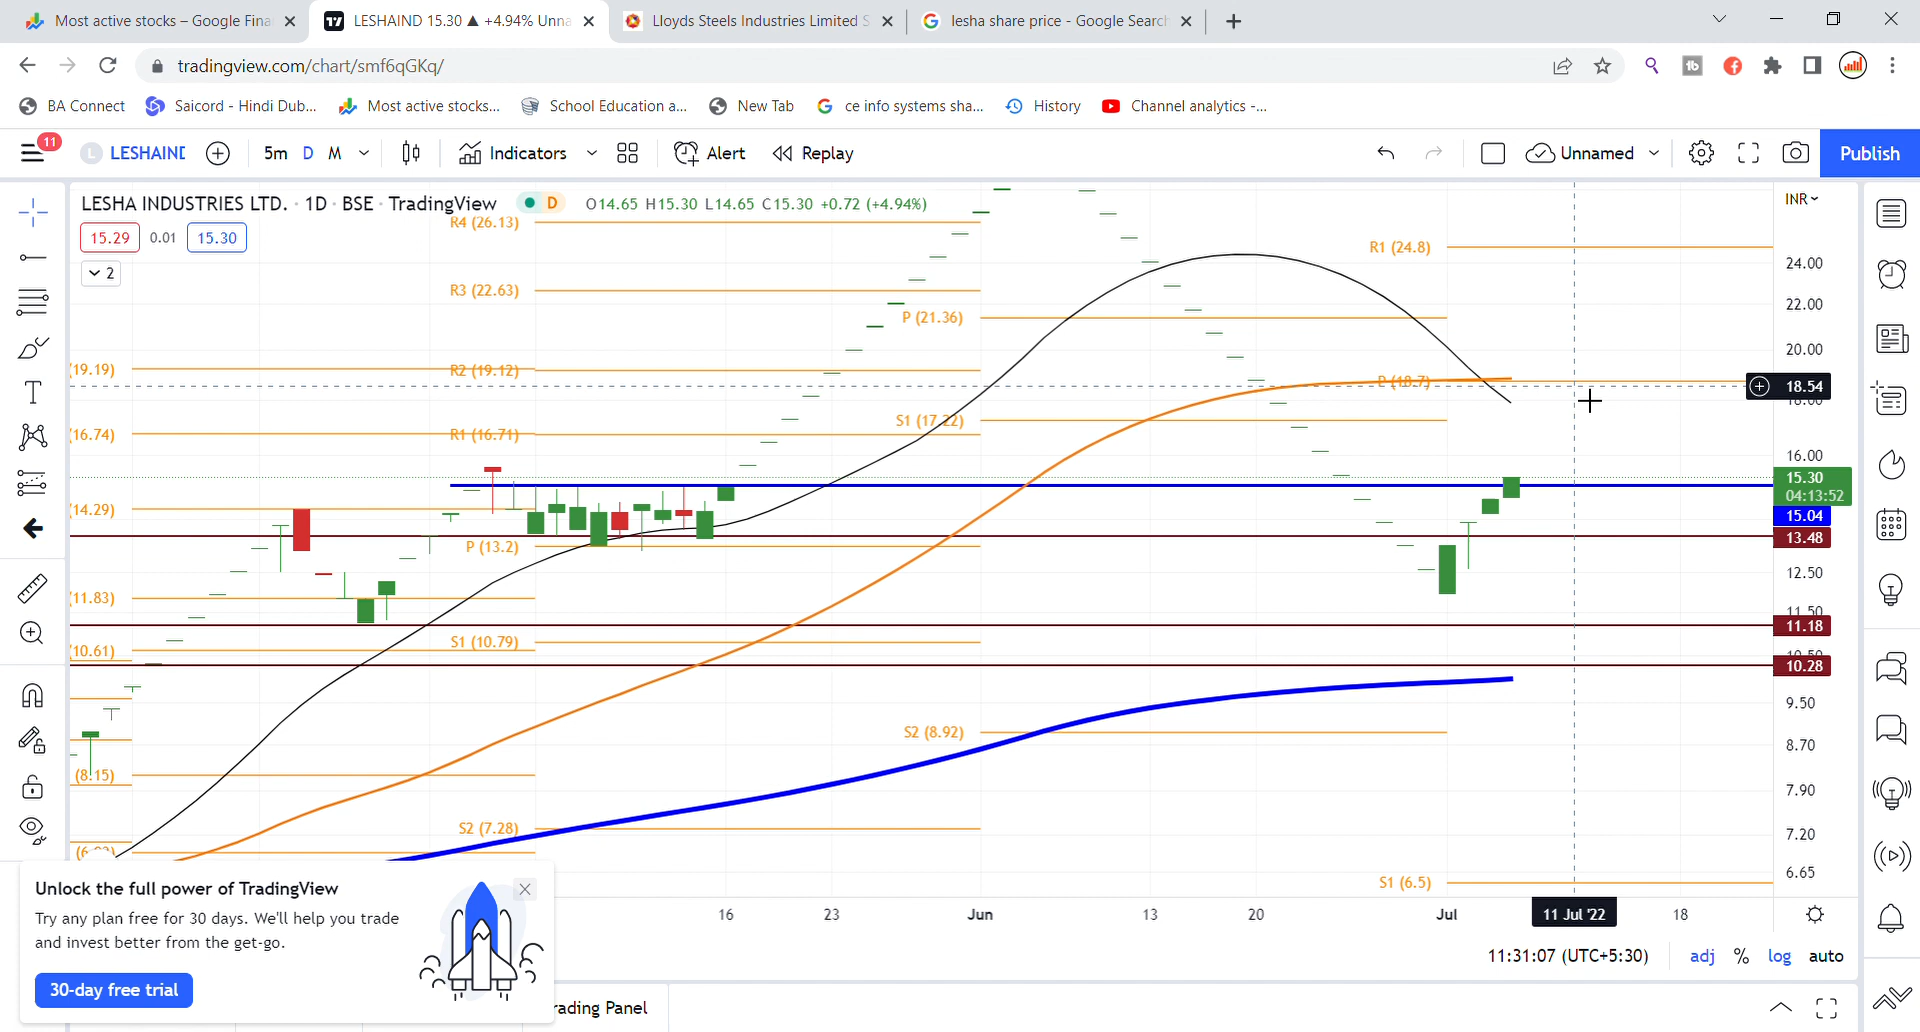 Most active stocks – Google Fina
LESHAIND 15.30 ▲ +4.94% Unna
Lloyds Steels Industries Limited S
lesha share price - Google Search
tradingview.com/chart/smf6qGKq/
BA Connect
Saicord - Hindi Dub...
Most active stocks...
School Education a...
New Tab
ce info systems sha...
History
Channel analytics -...
11
LESHAIND
5m D M
Indicators
Alert
Replay
Unnamed
Publish
LESHA INDUSTRIES LTD. · 1D · BSE · TradingView
D
O14.65 H15.30 L14.65 C15.30 +0.72 (+4.94%)
INR
15.29 0.01 15.30
2
R4 (26.13)
R1 (24.8)
24.00
R3 (22.63)
22.00
P (21.36)
20.00
(19.19)
R2 (19.12)
P (18.7)
18.54
18.00
S1 (17.22)
(16.74)
R1 (16.71)
16.00
15.30
04:13:52
15.04
(14.29)
13.48
P (13.2)
12.50
(11.83)
11.50
11.18
S1 (10.79)
(10.61)
10.50
10.28
9.50
S2 (8.92)
8.70
(8.15)
7.90
S2 (7.28)
7.20
6.65
S1 (6.5)
Unlock the full power of TradingView
Try any plan free for 30 days. We'll help you trade
and invest better from the get-go.
30-day free trial
16 23 Jun 13 20 Jul 11 Jul '22 18
11:31:07 (UTC+5:30)
adj % log auto
rading Panel